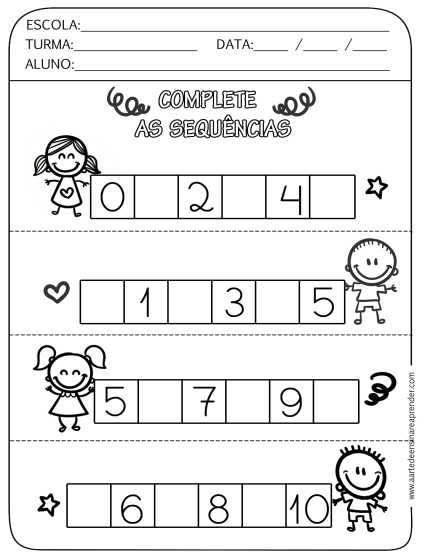 ESCOLA:
TURMA: DATA: / /
ALUNO:
COMPLETE
AS SEQUÊNCIAS
0 2 4
1 3 5
5 7 9
6 8 10
www.aartedeensinareaprender.com